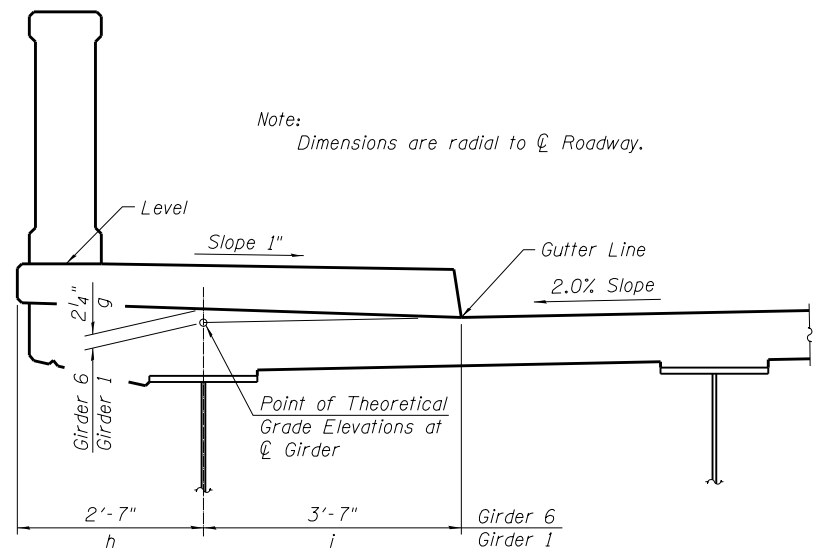 Note:
Dimensions are radial to ℄ Roadway.
Level
Slope 1"
Gutter Line
2.0% Slope
2¼"
g
Girder 6
Girder 1
Point of Theoretical
Grade Elevations at
℄ Girder
2'-7"
h
3'-7"
i
Girder 6
Girder 1